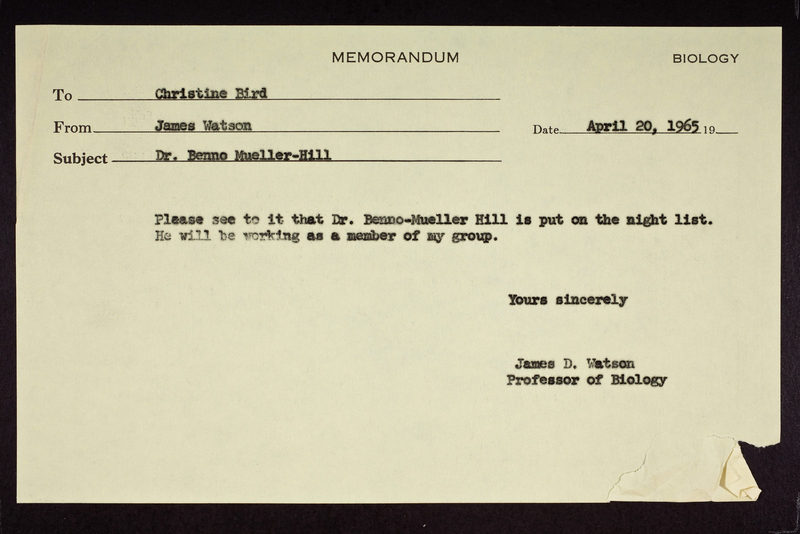 MEMORANDUM BIOLOGY
To Christine Bird
From James Watson Date April 20, 1965 19
Subject Dr. Benno Mueller-Hill
Please see to it that Dr. Benno-Mueller Hill is put on the night list.
He will be working as a member of my group.
Yours sincerely
James D. Watson
Professor of Biology